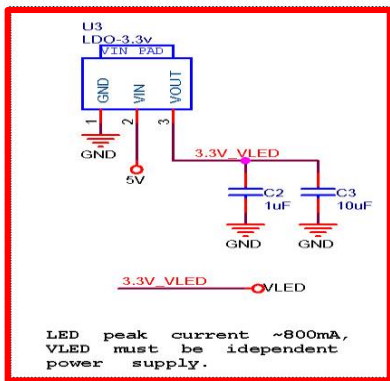 U3
LDO-3.3v
VIN PAD
GND
VIN
VOUT
1
2
3
GND
5V
3.3V_VLED
C2
1uF
C3
10uF
GND
GND
3.3V_VLED
VLED
LED peak current ~800mA,
VLED must be idependent
power supply.